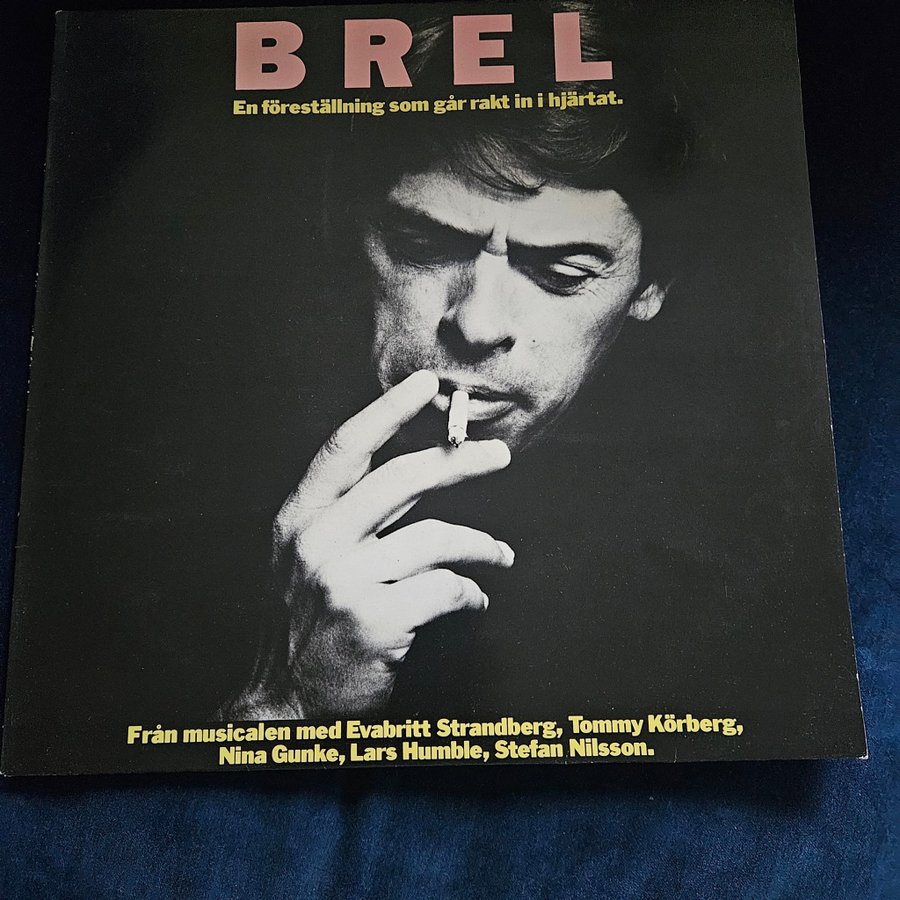 BREL
En föreställning som går rakt in i hjärtat.
Från musicalen med Evabritt Strandberg, Tommy Körberg,
Nina Gunke, Lars Humble, Stefan Nilsson.